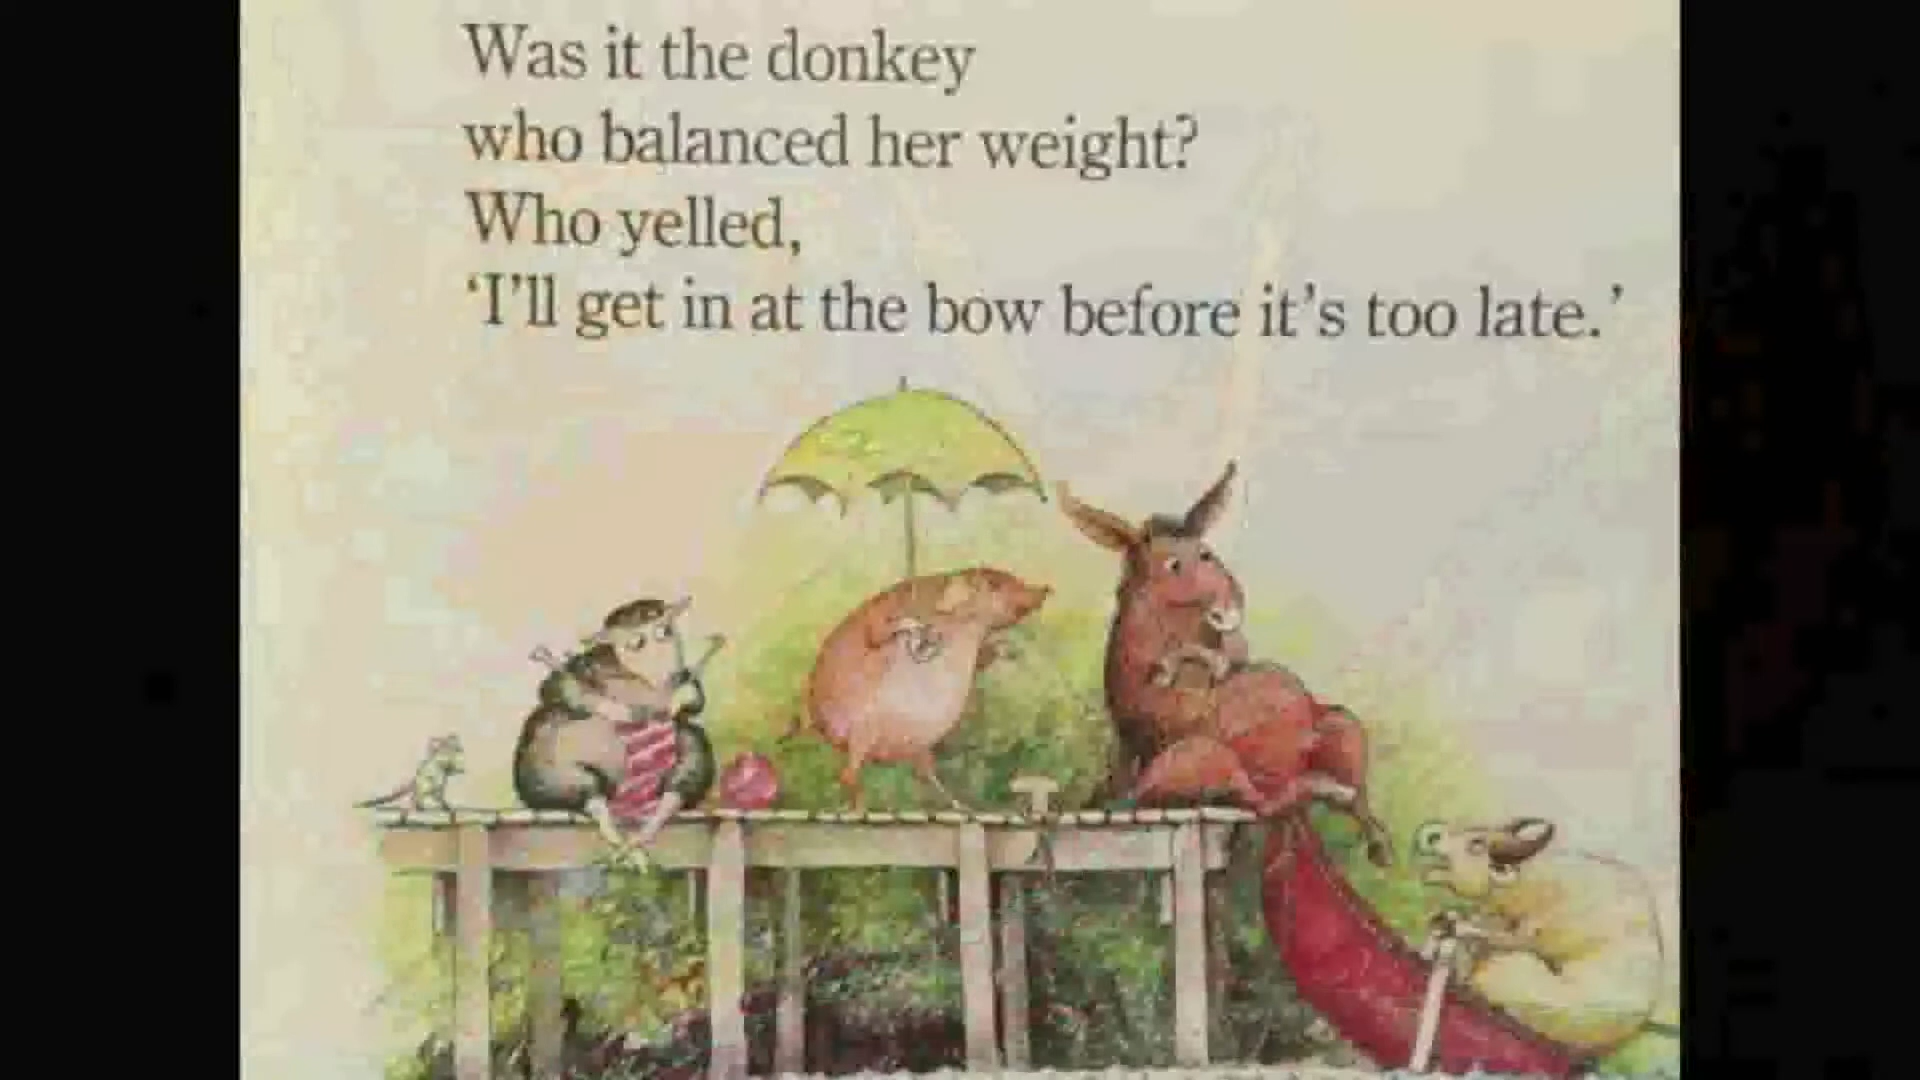 Was it the donkey
who balanced her weight?
Who yelled,
‘I’ll get in at the bow before it’s too late.’